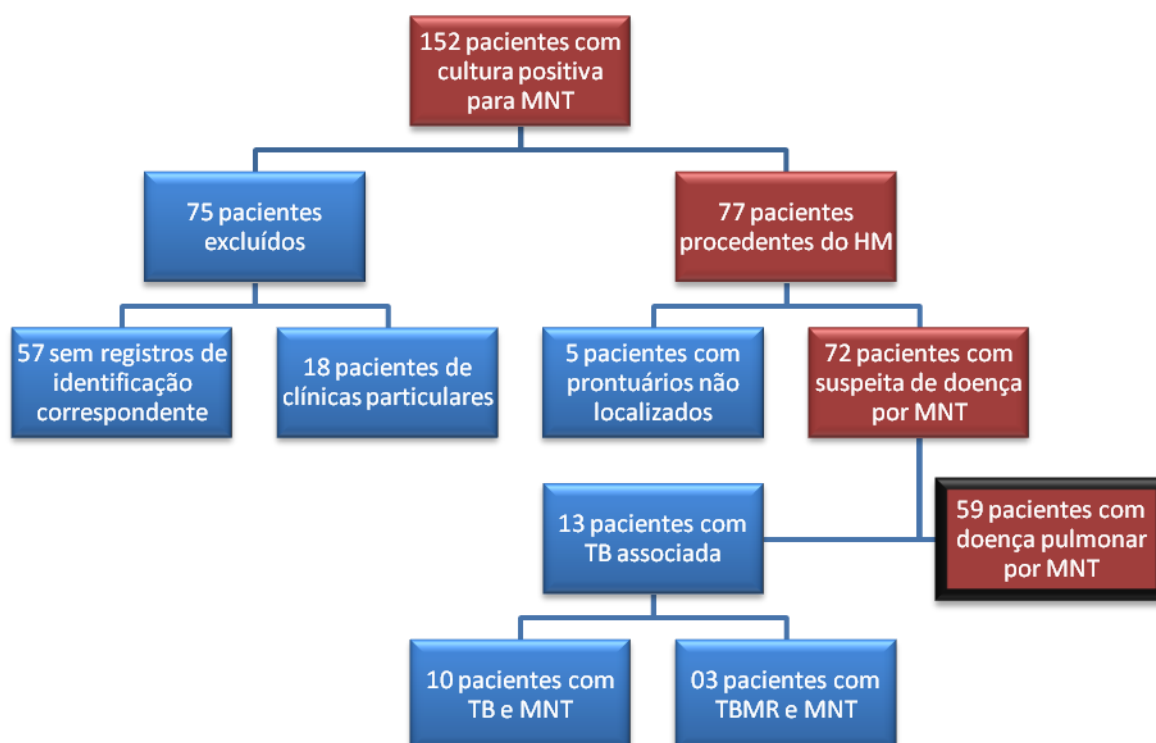 152 pacientes com
cultura positiva
para MNT
75 pacientes
excluídos
77 pacientes
procedentes do HM
57 sem registros de
identificação
correspondente
18 pacientes de
clínicas particulares
5 pacientes com
prontuários não
localizados
72 pacientes com
suspeita de doença
por MNT
13 pacientes com
TB associada
59 pacientes com
doença pulmonar
por MNT
10 pacientes com
TB e MNT
03 pacientes com
TBMR e MNT